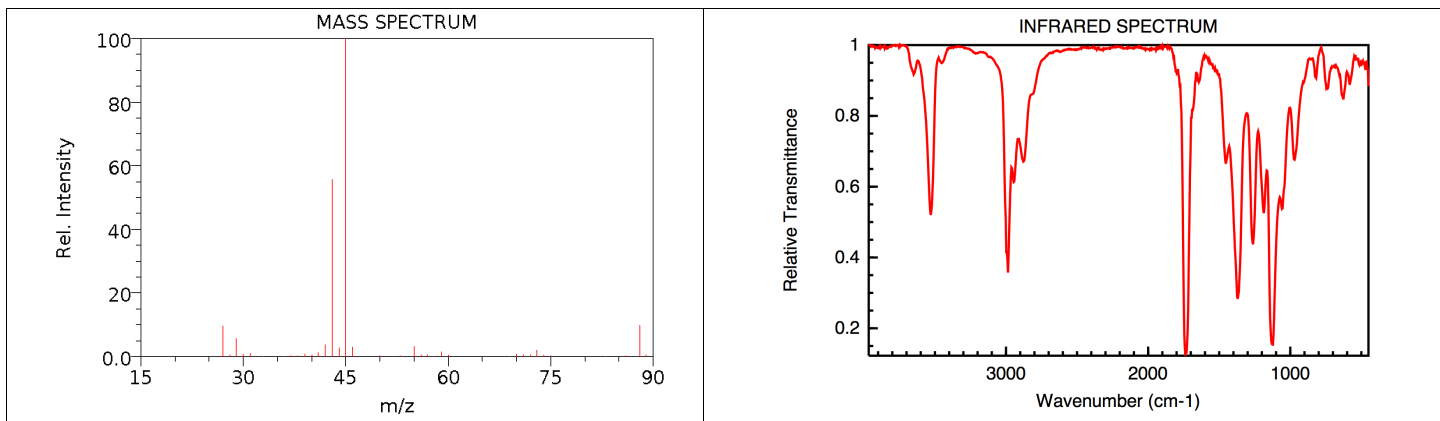 MASS SPECTRUM
100
80
60
40
20
0.0
Rel. Intensity
15 30 45 60 75 90
m/z
INFRARED SPECTRUM
1
0.8
0.6
0.4
0.2
Relative Transmittance
3000 2000 1000
Wavenumber (cm-1)